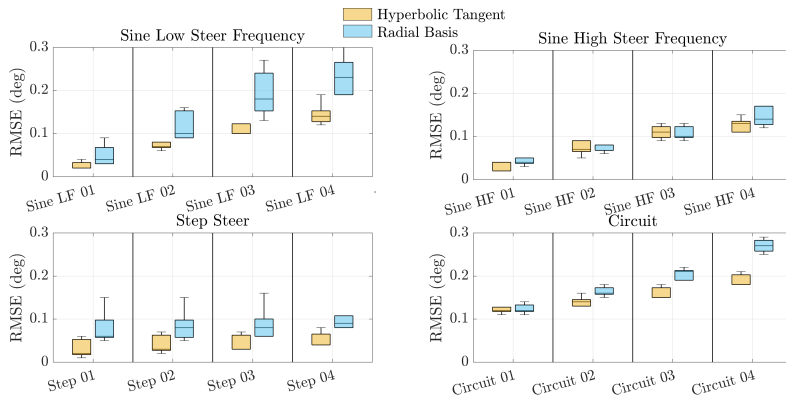 Hyperbolic Tangent
Radial Basis
Sine Low Steer Frequency
RMSE (deg)
0.3
0.2
0.1
0
Sine LF 01
Sine LF 02
Sine LF 03
Sine LF 04
Sine High Steer Frequency
RMSE (deg)
0.3
0.2
0.1
0
Sine HF 01
Sine HF 02
Sine HF 03
Sine HF 04
Step Steer
RMSE (deg)
0.3
0.2
0.1
0
Step 01
Step 02
Step 03
Step 04
Circuit
RMSE (deg)
0.3
0.2
0.1
0
Circuit 01
Circuit 02
Circuit 03
Circuit 04